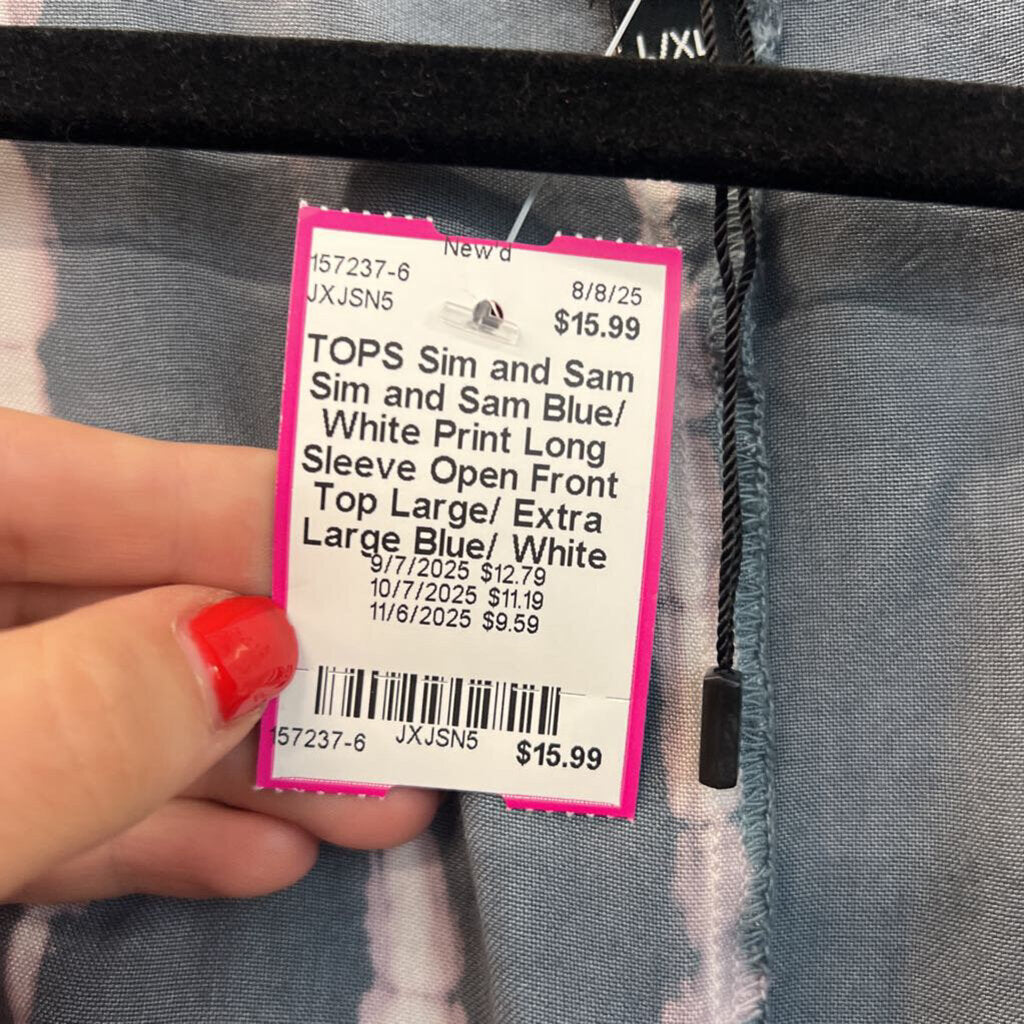 L/XL
New'd
157237-6
8/8/25
JXJSN5
$15.99
TOPS Sim and Sam
Sim and Sam Blue/
White Print Long
Sleeve Open Front
Top Large/ Extra
Large Blue/ White
9/7/2025 $12.79
10/7/2025 $11.19
11/6/2025 $9.59
157237-6 JXJSN5 $15.99